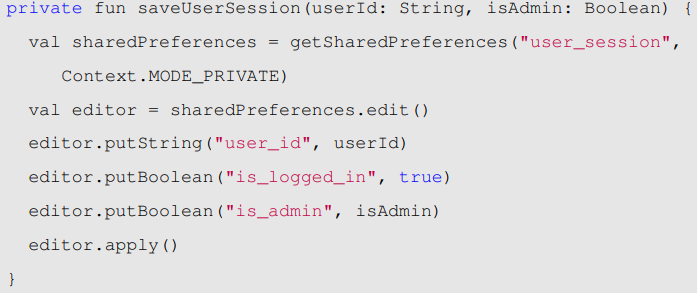 private fun saveUserSession(userId: String, isAdmin: Boolean) {
val sharedPreferences = getSharedPreferences("user_session",
Context.MODE_PRIVATE)
val editor = sharedPreferences.edit()
editor.putString("user_id", userId)
editor.putBoolean("is_logged_in", true)
editor.putBoolean("is_admin", isAdmin)
editor.apply()
}